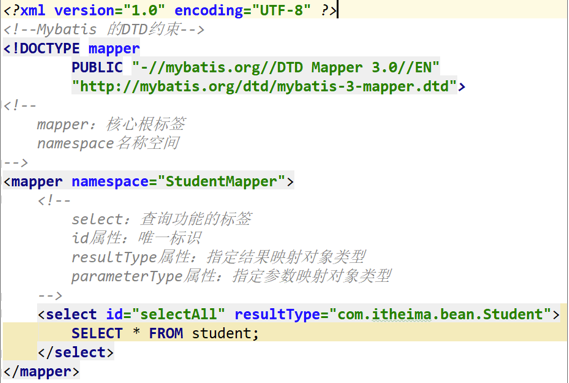 <?xml version="1.0" encoding="UTF-8" ?>
<!--Mybatis 的DTD约束-->
<!DOCTYPE mapper
PUBLIC "-//mybatis.org//DTD Mapper 3.0//EN"
"http://mybatis.org/dtd/mybatis-3-mapper.dtd">
<!--
mapper：核心根标签
namespace名称空间
-->
<mapper namespace="StudentMapper">
<!--
select：查询功能的标签
id属性：唯一标识
resultType属性：指定结果映射对象类型
parameterType属性：指定参数映射对象类型
-->
<select id="selectAll" resultType="com.itheima.bean.Student">
SELECT * FROM student;
</select>
</mapper>